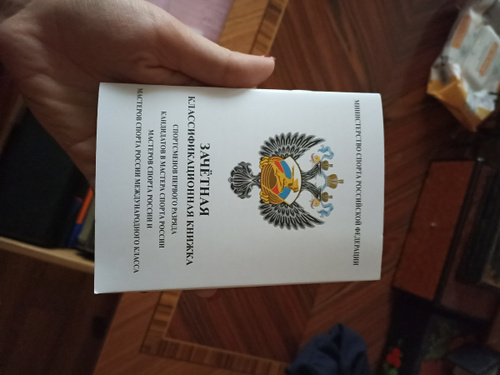 МИНИСТЕРСТВО СПОРТА РОССИЙСКОЙ ФЕДЕРАЦИИ
ЗАЧЁТНАЯ
КЛАССИФИКАЦИОННАЯ КНИЖКА
СПОРТСМЕНОВ ПЕРВОГО РАЗРЯДА
КАНДИДАТОВ В МАСТЕРА СПОРТА РОССИИ
МАСТЕРОВ СПОРТА РОССИИ И
МАСТЕРОВ СПОРТА РОССИИ МЕЖДУНАРОДНОГО КЛАССА